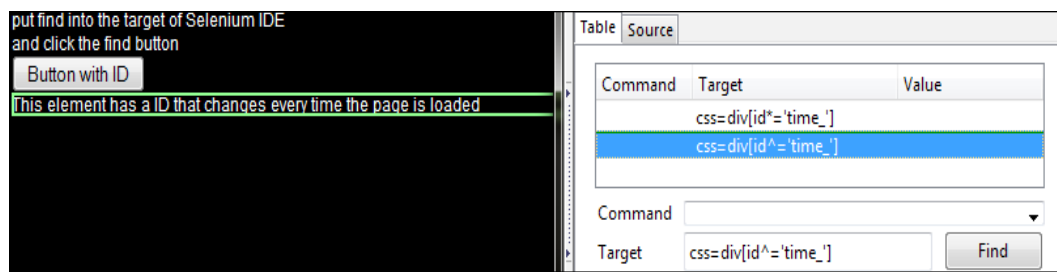 put find into the target of Selenium IDE
and click the find button
Button with ID
This element has a ID that changes every time the page is loaded
Table Source
Command Target Value
css=div[id*='time_']
css=div[id^='time_']
Command
Target css=div[id^='time_'] Find